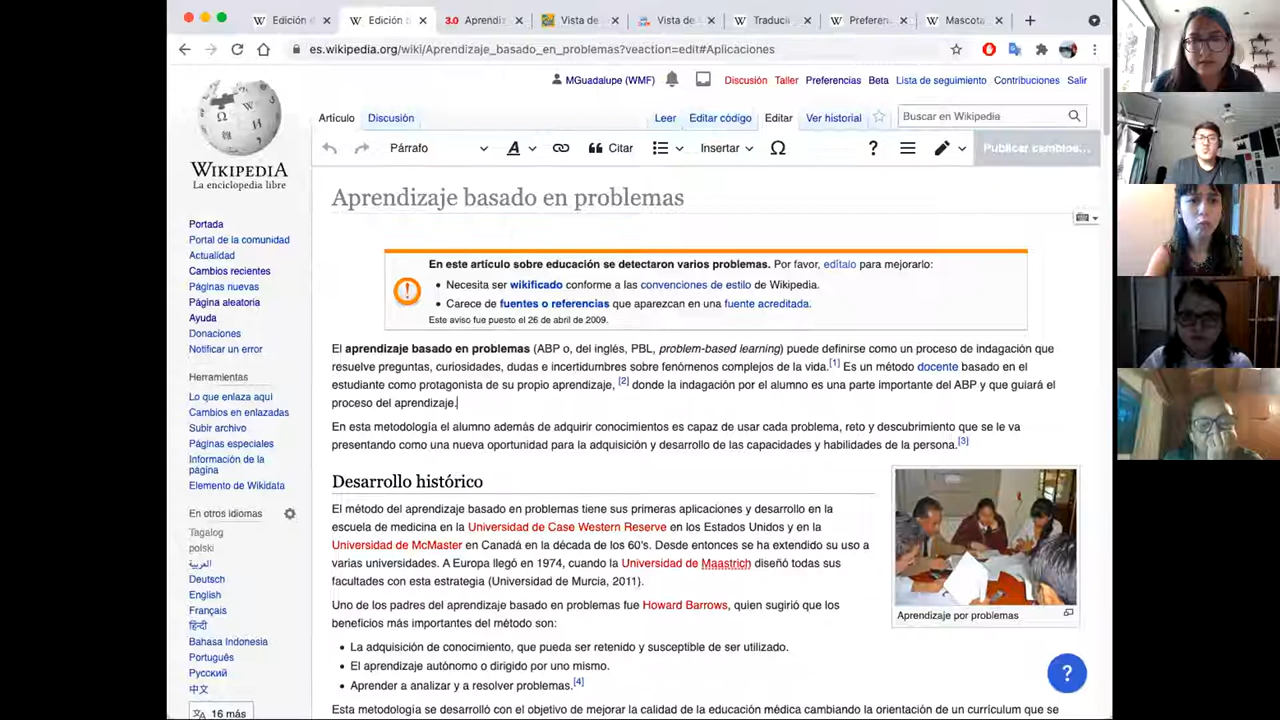 Edición d
Edición b
3.0 Aprendiz
Vista de
Vista de
Traducir
Preferen
Mascota
es.wikipedia.org/wiki/Aprendizaje_basado_en_problemas?veaction=edit#Aplicaciones
MGuadalupe (WMF)
Discusión
Taller
Preferencias
Beta
Lista de seguimiento
Contribuciones
Salir
Artículo
Discusión
Leer
Editar código
Editar
Ver historial
Buscar en Wikipedia
Párrafo
A
Citar
Insertar
Ω
?
Publicar cambios...
WIKIPEDIA
La enciclopedia libre
Portada
Portal de la comunidad
Actualidad
Cambios recientes
Páginas nuevas
Página aleatoria
Ayuda
Donaciones
Notificar un error
Herramientas
Lo que enlaza aquí
Cambios en enlazadas
Subir archivo
Páginas especiales
Información de la
página
Elemento de Wikidata
En otros idiomas
Tagalog
polski
العربية
Deutsch
English
Français
हिन्दी
Bahasa Indonesia
Português
Русский
中文
16 más
Aprendizaje basado en problemas
En este artículo sobre educación se detectaron varios problemas. Por favor, edítalo para mejorarlo:
• Necesita ser wikificado conforme a las convenciones de estilo de Wikipedia.
• Carece de fuentes o referencias que aparezcan en una fuente acreditada.
Este aviso fue puesto el 26 de abril de 2009.
El aprendizaje basado en problemas (ABP o, del inglés, PBL, problem-based learning) puede definirse como un proceso de indagación que
resuelve preguntas, curiosidades, dudas e incertidumbres sobre fenómenos complejos de la vida.[1] Es un método docente basado en el
estudiante como protagonista de su propio aprendizaje, [2] donde la indagación por el alumno es una parte importante del ABP y que guiará el
proceso del aprendizaje.
En esta metodología el alumno además de adquirir conocimientos es capaz de usar cada problema, reto y descubrimiento que se le va
presentando como una nueva oportunidad para la adquisición y desarrollo de las capacidades y habilidades de la persona.[3]
Desarrollo histórico
El método del aprendizaje basado en problemas tiene sus primeras aplicaciones y desarrollo en la
escuela de medicina en la Universidad de Case Western Reserve en los Estados Unidos y en la
Universidad de McMaster en Canadá en la década de los 60's. Desde entonces se ha extendido su uso a
varias universidades. A Europa llegó en 1974, cuando la Universidad de Maastrich diseñó todas sus
facultades con esta estrategia (Universidad de Murcia, 2011).
Aprendizaje por problemas
Uno de los padres del aprendizaje basado en problemas fue Howard Barrows, quien sugirió que los
beneficios más importantes del método son:
• La adquisición de conocimiento, que pueda ser retenido y susceptible de ser utilizado.
• El aprendizaje autónomo o dirigido por uno mismo.
• Aprender a analizar y a resolver problemas.[4]
Esta metodología se desarrolló con el objetivo de mejorar la calidad de la educación médica cambiando la orientación de un currículum que se
?